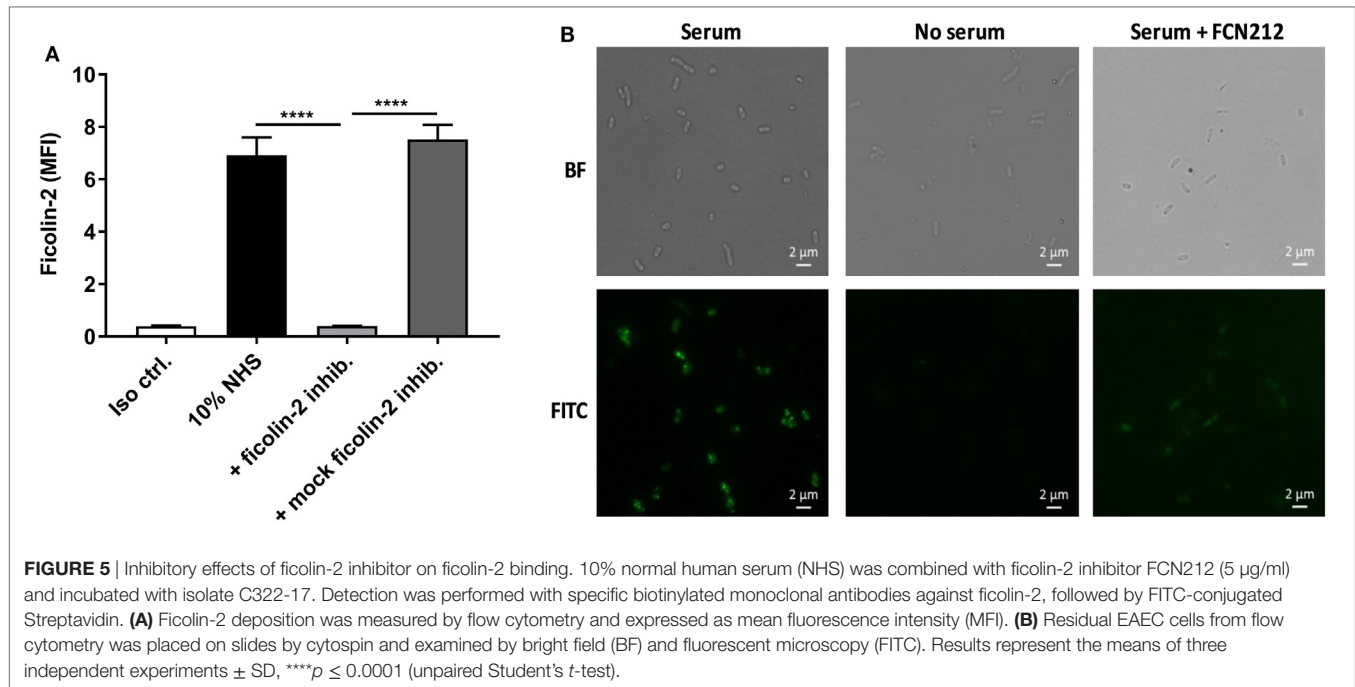 A
10
8
6
4
2
0
Ficolin-2 (MFI)
****
****
Iso ctrl.
10% NHS
+ ficolin-2 inhib.
+ mock ficolin-2 inhib.
B
Serum
No serum
Serum + FCN212
BF
2 µm
2 µm
2 µm
FITC
2 µm
2 µm
2 µm
FIGURE 5 | Inhibitory effects of ficolin-2 inhibitor on ficolin-2 binding. 10% normal human serum (NHS) was combined with ficolin-2 inhibitor FCN212 (5 µg/ml)
and incubated with isolate C322-17. Detection was performed with specific biotinylated monoclonal antibodies against ficolin-2, followed by FITC-conjugated
Streptavidin. (A) Ficolin-2 deposition was measured by flow cytometry and expressed as mean fluorescence intensity (MFI). (B) Residual EAEC cells from flow
cytometry was placed on slides by cytospin and examined by bright field (BF) and fluorescent microscopy (FITC). Results represent the means of three
independent experiments ± SD, ****p ≤ 0.0001 (unpaired Student's t-test).